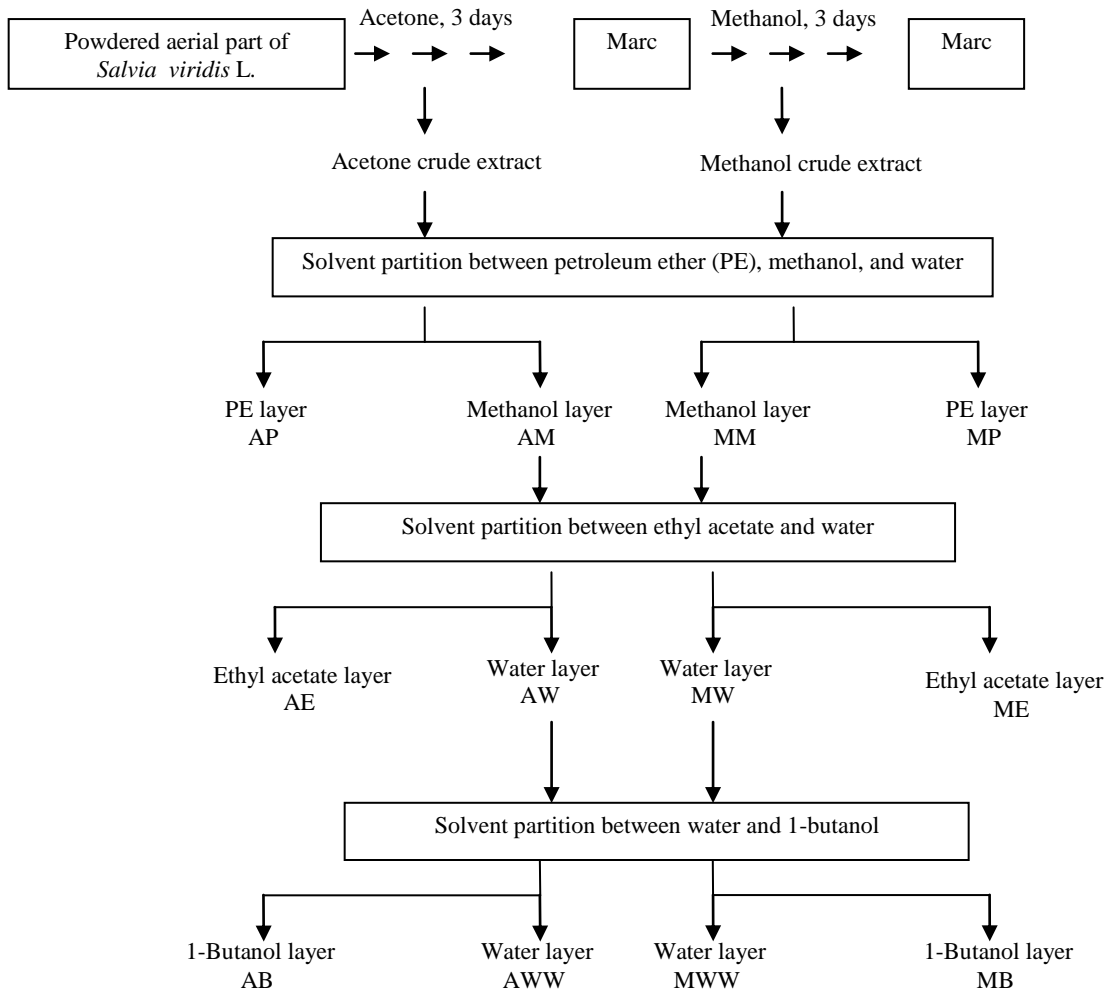 Acetone, 3 days
Methanol, 3 days
Powdered aerial part of
Salvia viridis L.
Marc
Marc
Acetone crude extract
Methanol crude extract
Solvent partition between petroleum ether (PE), methanol, and water
PE layer
AP
Methanol layer
AM
Methanol layer
MM
PE layer
MP
Solvent partition between ethyl acetate and water
Ethyl acetate layer
AE
Water layer
AW
Water layer
MW
Ethyl acetate layer
ME
Solvent partition between water and 1-butanol
1-Butanol layer
AB
Water layer
AWW
Water layer
MWW
1-Butanol layer
MB